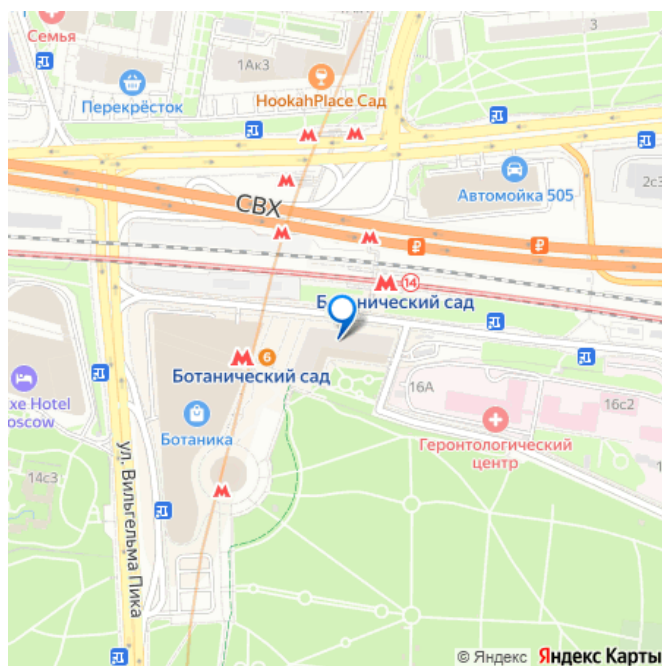 Семья
1Ак3
3
Перекрёсток
HookahPlace Сад
М
М
М
Автомойка 505
2с3
СВХ
М
М
₽
₽
М 14
Ботанический сад
М 6
Ботанический сад
16А
16с2
xe Hotel
oscow
Ботаника
Геронтологический
центр
14с3
М
ул. Вильгельма Пика
© Яндекс Яндекс Карты